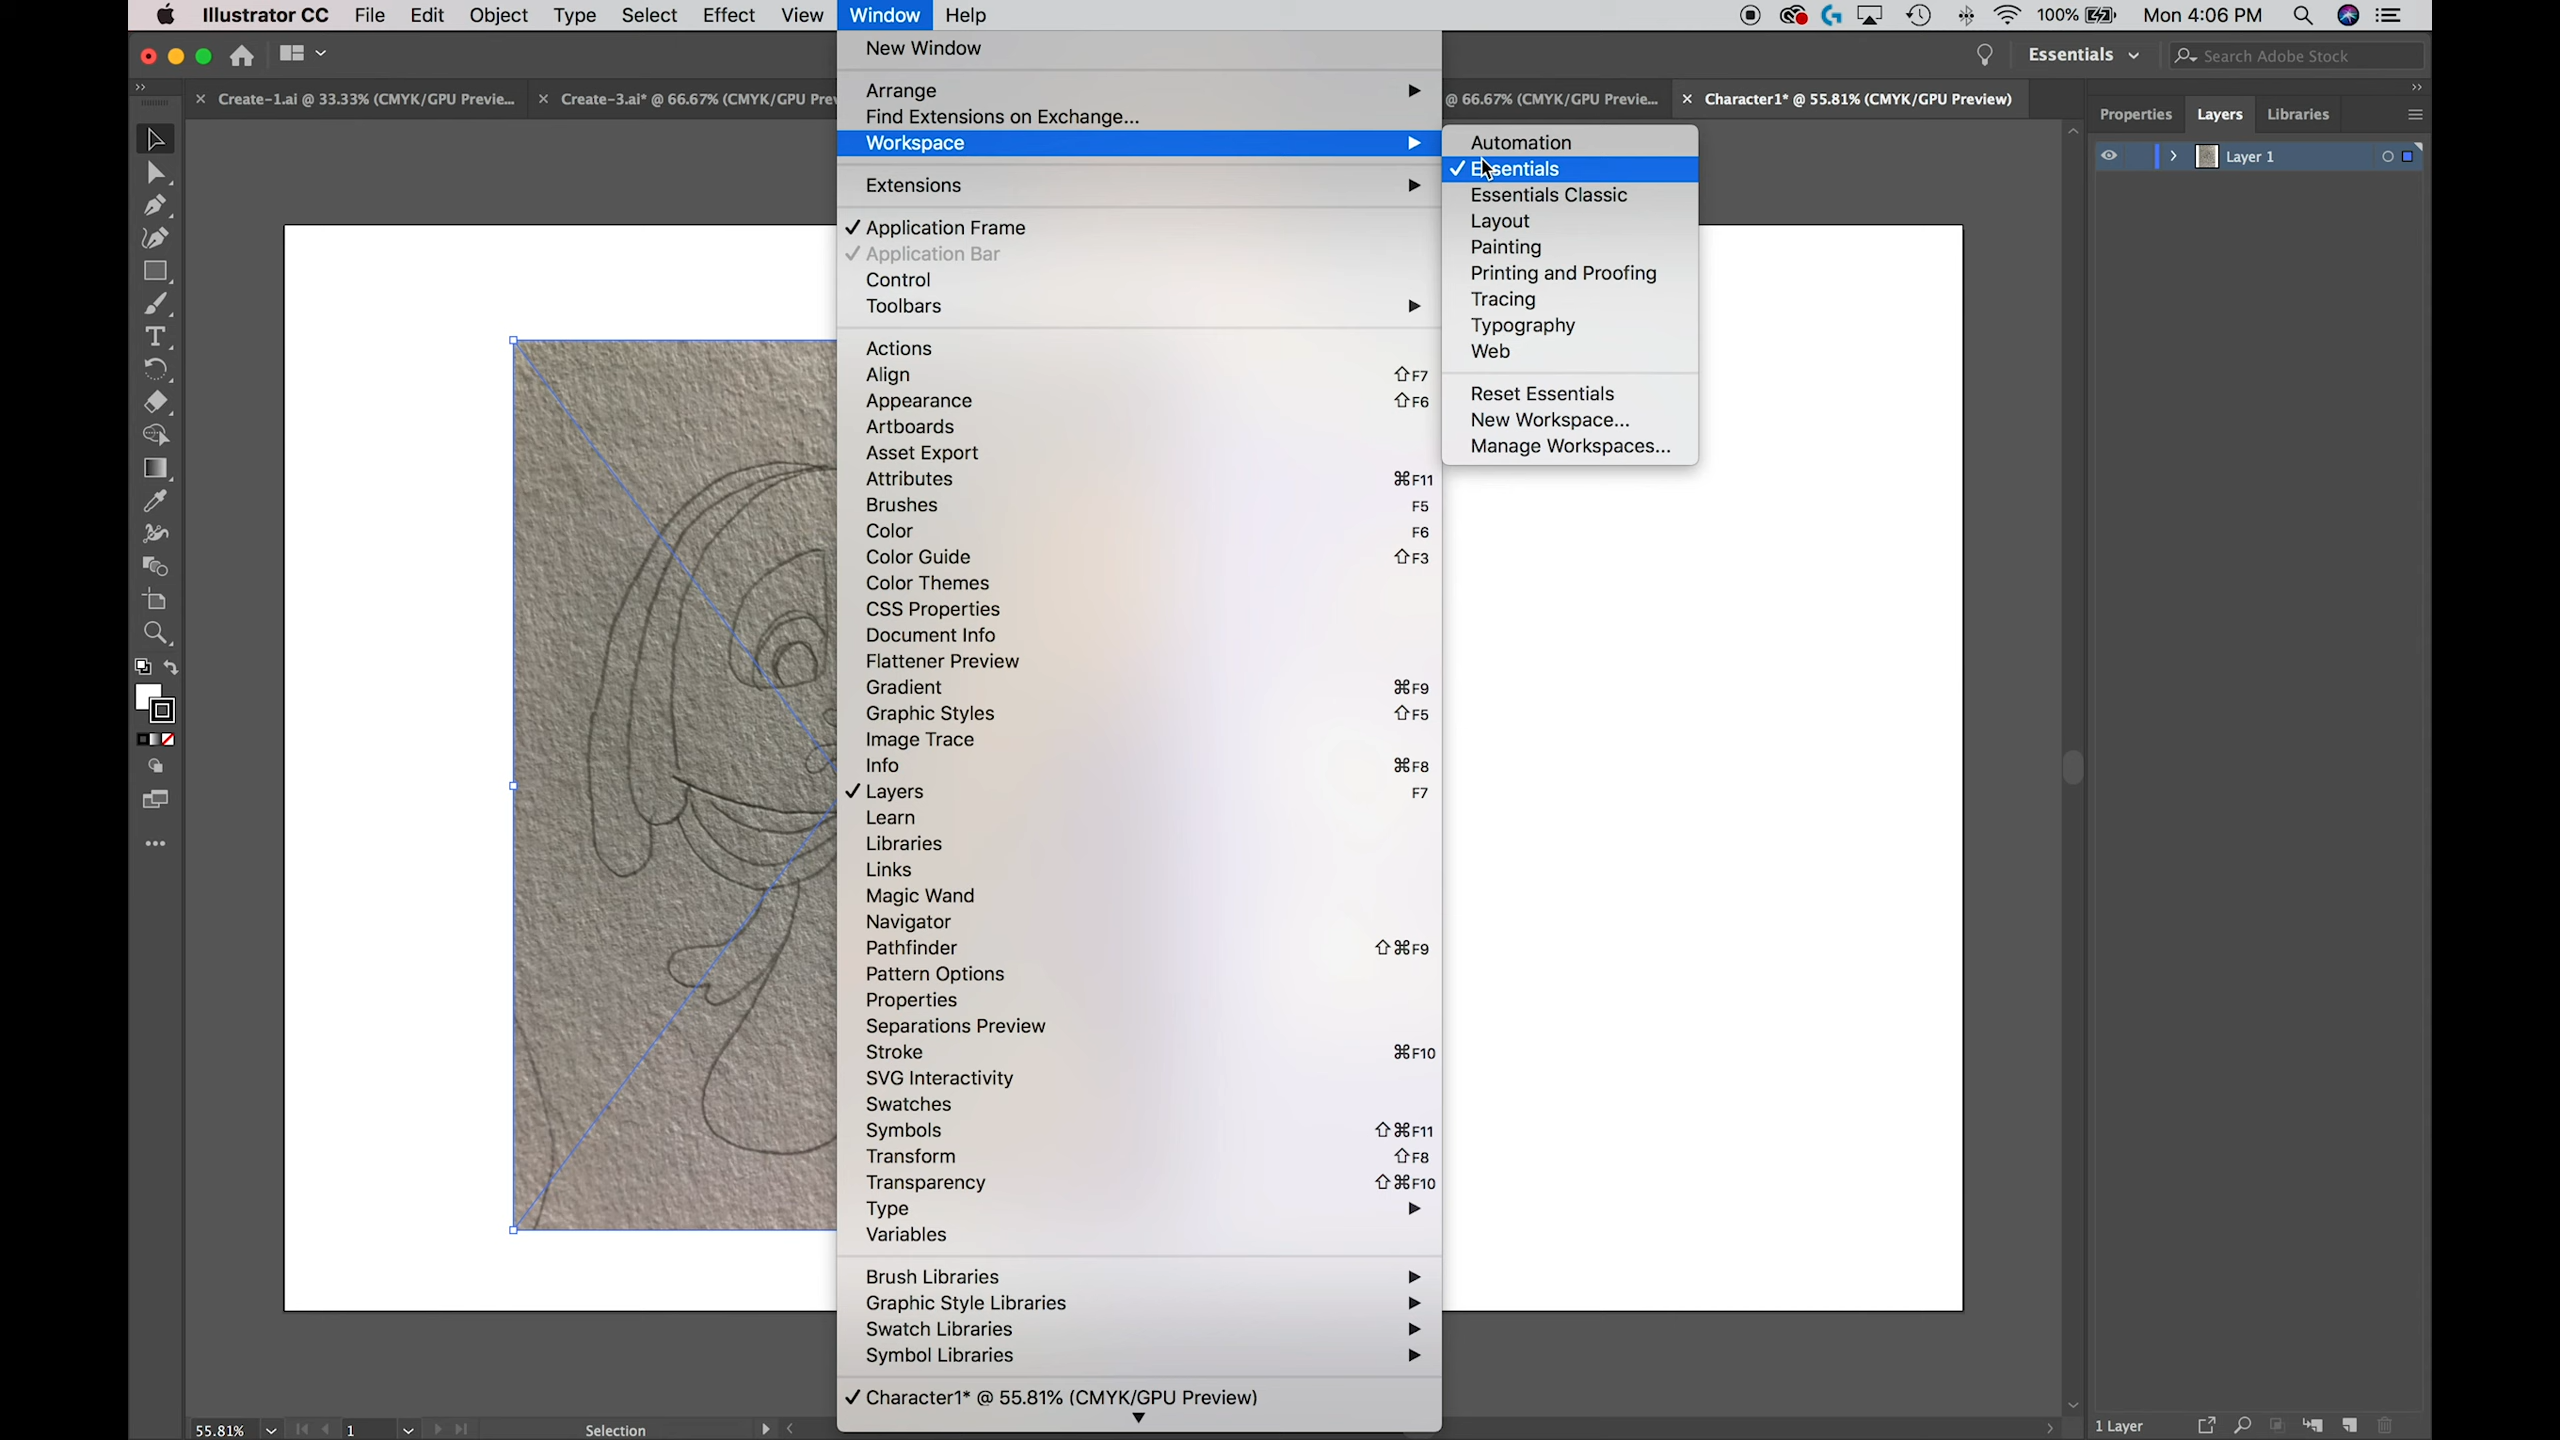 Illustrator CC File Edit Object Type Select Effect View Window Help 100% Mon 4:06 PM
Essentials Search Adobe Stock
Create-1.ai @ 33.33% (CMYK/GPU Previe... Create-3.ai* @ 66.67% (CMYK/GPU Prev @ 66.67% (CMYK/GPU Previe... Character1* @ 55.81% (CMYK/GPU Preview)
New Window
Arrange
Find Extensions on Exchange...
Workspace
Extensions
Application Frame
Application Bar
Control
Toolbars
Actions
Align ⇧F7
Appearance ⇧F6
Artboards
Asset Export
Attributes ⌘F11
Brushes F5
Color F6
Color Guide ⇧F3
Color Themes
CSS Properties
Document Info
Flattener Preview
Gradient ⌘F9
Graphic Styles ⇧F5
Image Trace
Info ⌘F8
Layers F7
Learn
Libraries
Links
Magic Wand
Navigator
Pathfinder ⇧⌘F9
Pattern Options
Properties
Separations Preview
Stroke ⌘F10
SVG Interactivity
Swatches
Symbols ⇧⌘F11
Transform ⇧F8
Transparency ⇧⌘F10
Type
Variables
Brush Libraries
Graphic Style Libraries
Swatch Libraries
Symbol Libraries
Character1* @ 55.81% (CMYK/GPU Preview)
Automation
Essentials
Essentials Classic
Layout
Painting
Printing and Proofing
Tracing
Typography
Web
Reset Essentials
New Workspace...
Manage Workspaces...
Properties Layers Libraries
Layer 1
55.81% 1 Selection
1 Layer